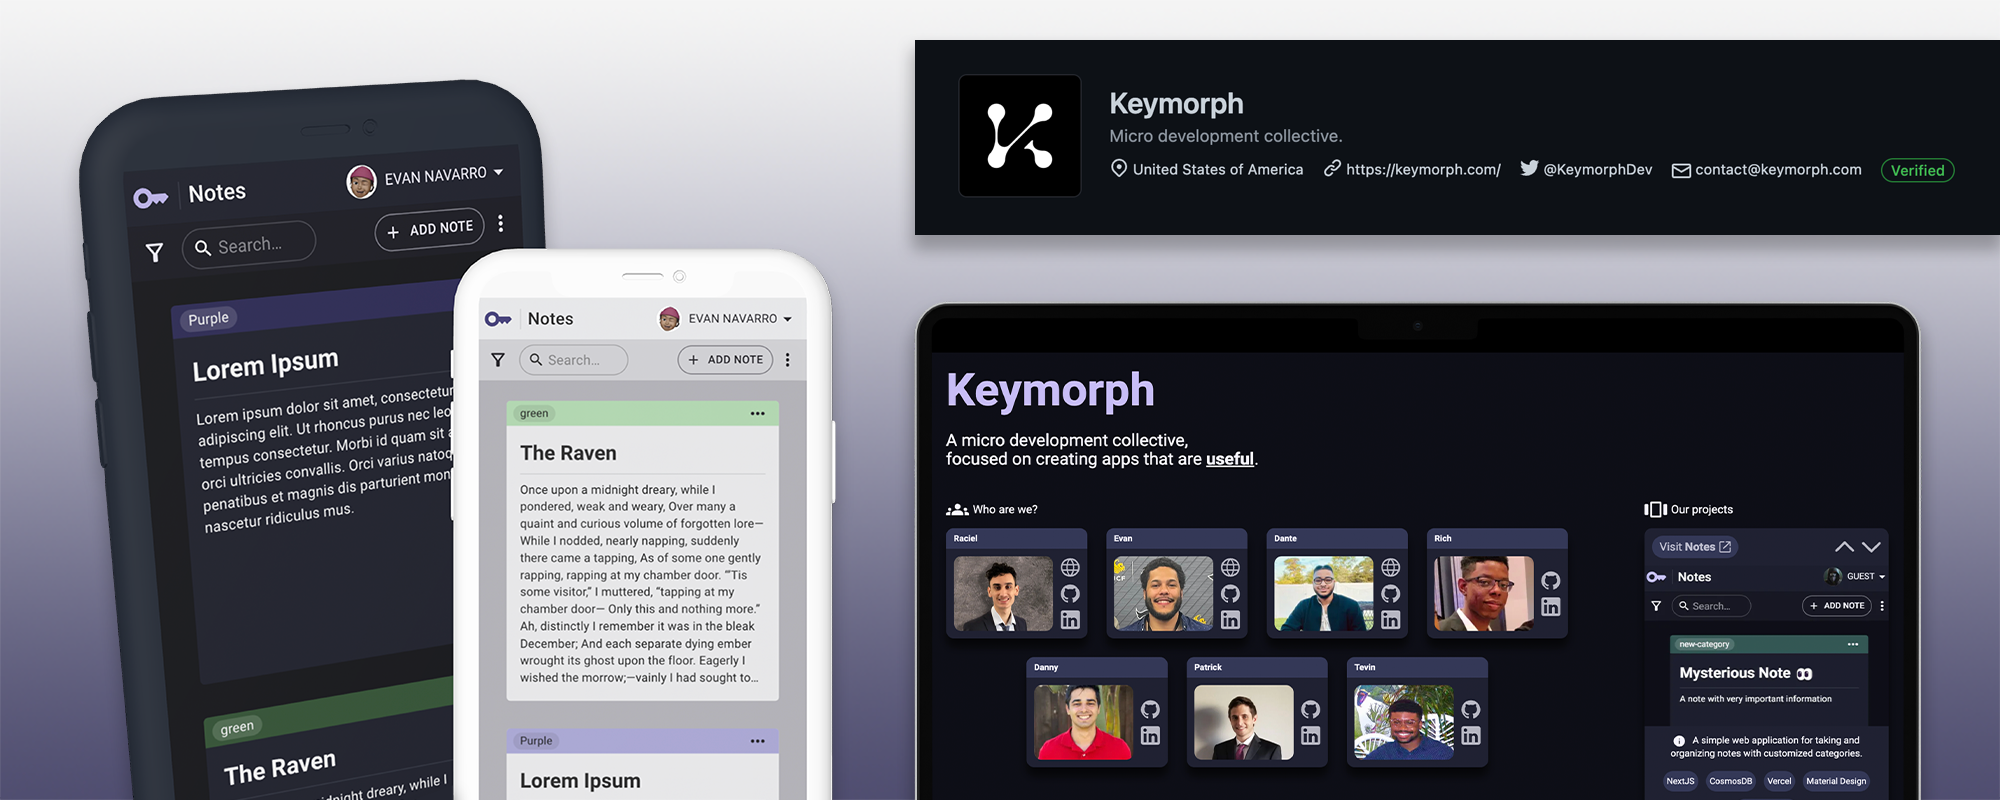 Notes
EVAN NAVARRO
Search...
+ ADD NOTE
Purple
Lorem Ipsum
Lorem ipsum dolor sit amet, consectetur
adipiscing elit. Ut rhoncus purus nec leo
tempus consectetur. Morbi id quam sit a
orci ultricies convallis. Orci varius natoq
penatibus et magnis dis parturient mon
nascetur ridiculus mus.
green
The Raven
night dreary, while I
Notes
EVAN NAVARRO
Search...
+ ADD NOTE
green
The Raven
Once upon a midnight dreary, while I
pondered, weak and weary, Over many a
quaint and curious volume of forgotten lore—
While I nodded, nearly napping, suddenly
there came a tapping, As of some one gently
rapping, rapping at my chamber door. "'Tis
some visitor," I muttered, "tapping at my
chamber door— Only this and nothing more."
Ah, distinctly I remember it was in the bleak
December; And each separate dying ember
wrought its ghost upon the floor. Eagerly I
wished the morrow;—vainly I had sought to...
Purple
Lorem Ipsum
Keymorph
Micro development collective.
United States of America
https://keymorph.com/
@KeymorphDev
contact@keymorph.com
Verified
Keymorph
A micro development collective,
focused on creating apps that are useful.
Who are we?
Raciel
Evan
Dante
Rich
Danny
Patrick
Tevin
Our projects
Visit Notes
Notes
GUEST
Search...
+ ADD NOTE
new-category
Mysterious Note 👀
A note with very important information
A simple web application for taking and
organizing notes with customized categories.
NextJS
CosmosDB
Vercel
Material Design